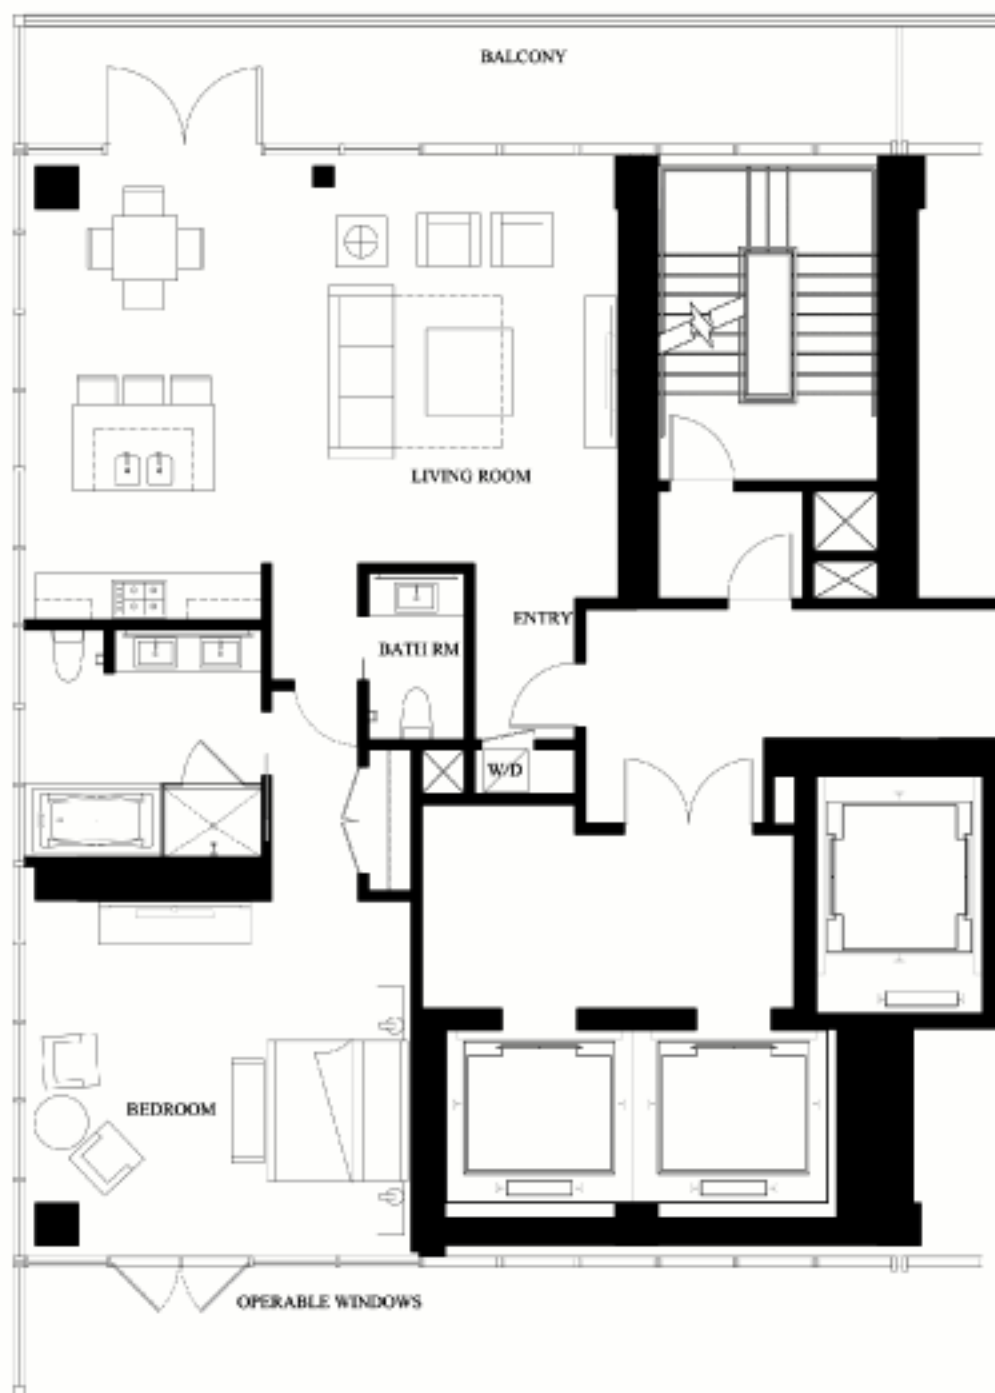 BALCONY
LIVING ROOM
ENTRY
BATH RM
W/D
BEDROOM
OPERABLE WINDOWS